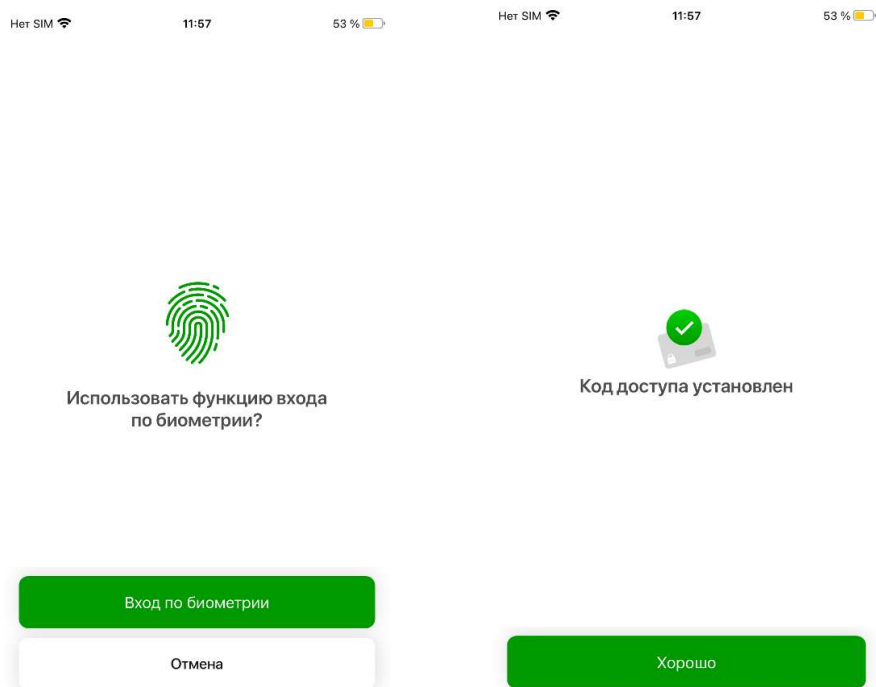 Нет SIM 11:57 53 %
Использовать функцию входа
по биометрии?
Вход по биометрии
Отмена
Нет SIM 11:57 53 %
Код доступа установлен
Хорошо